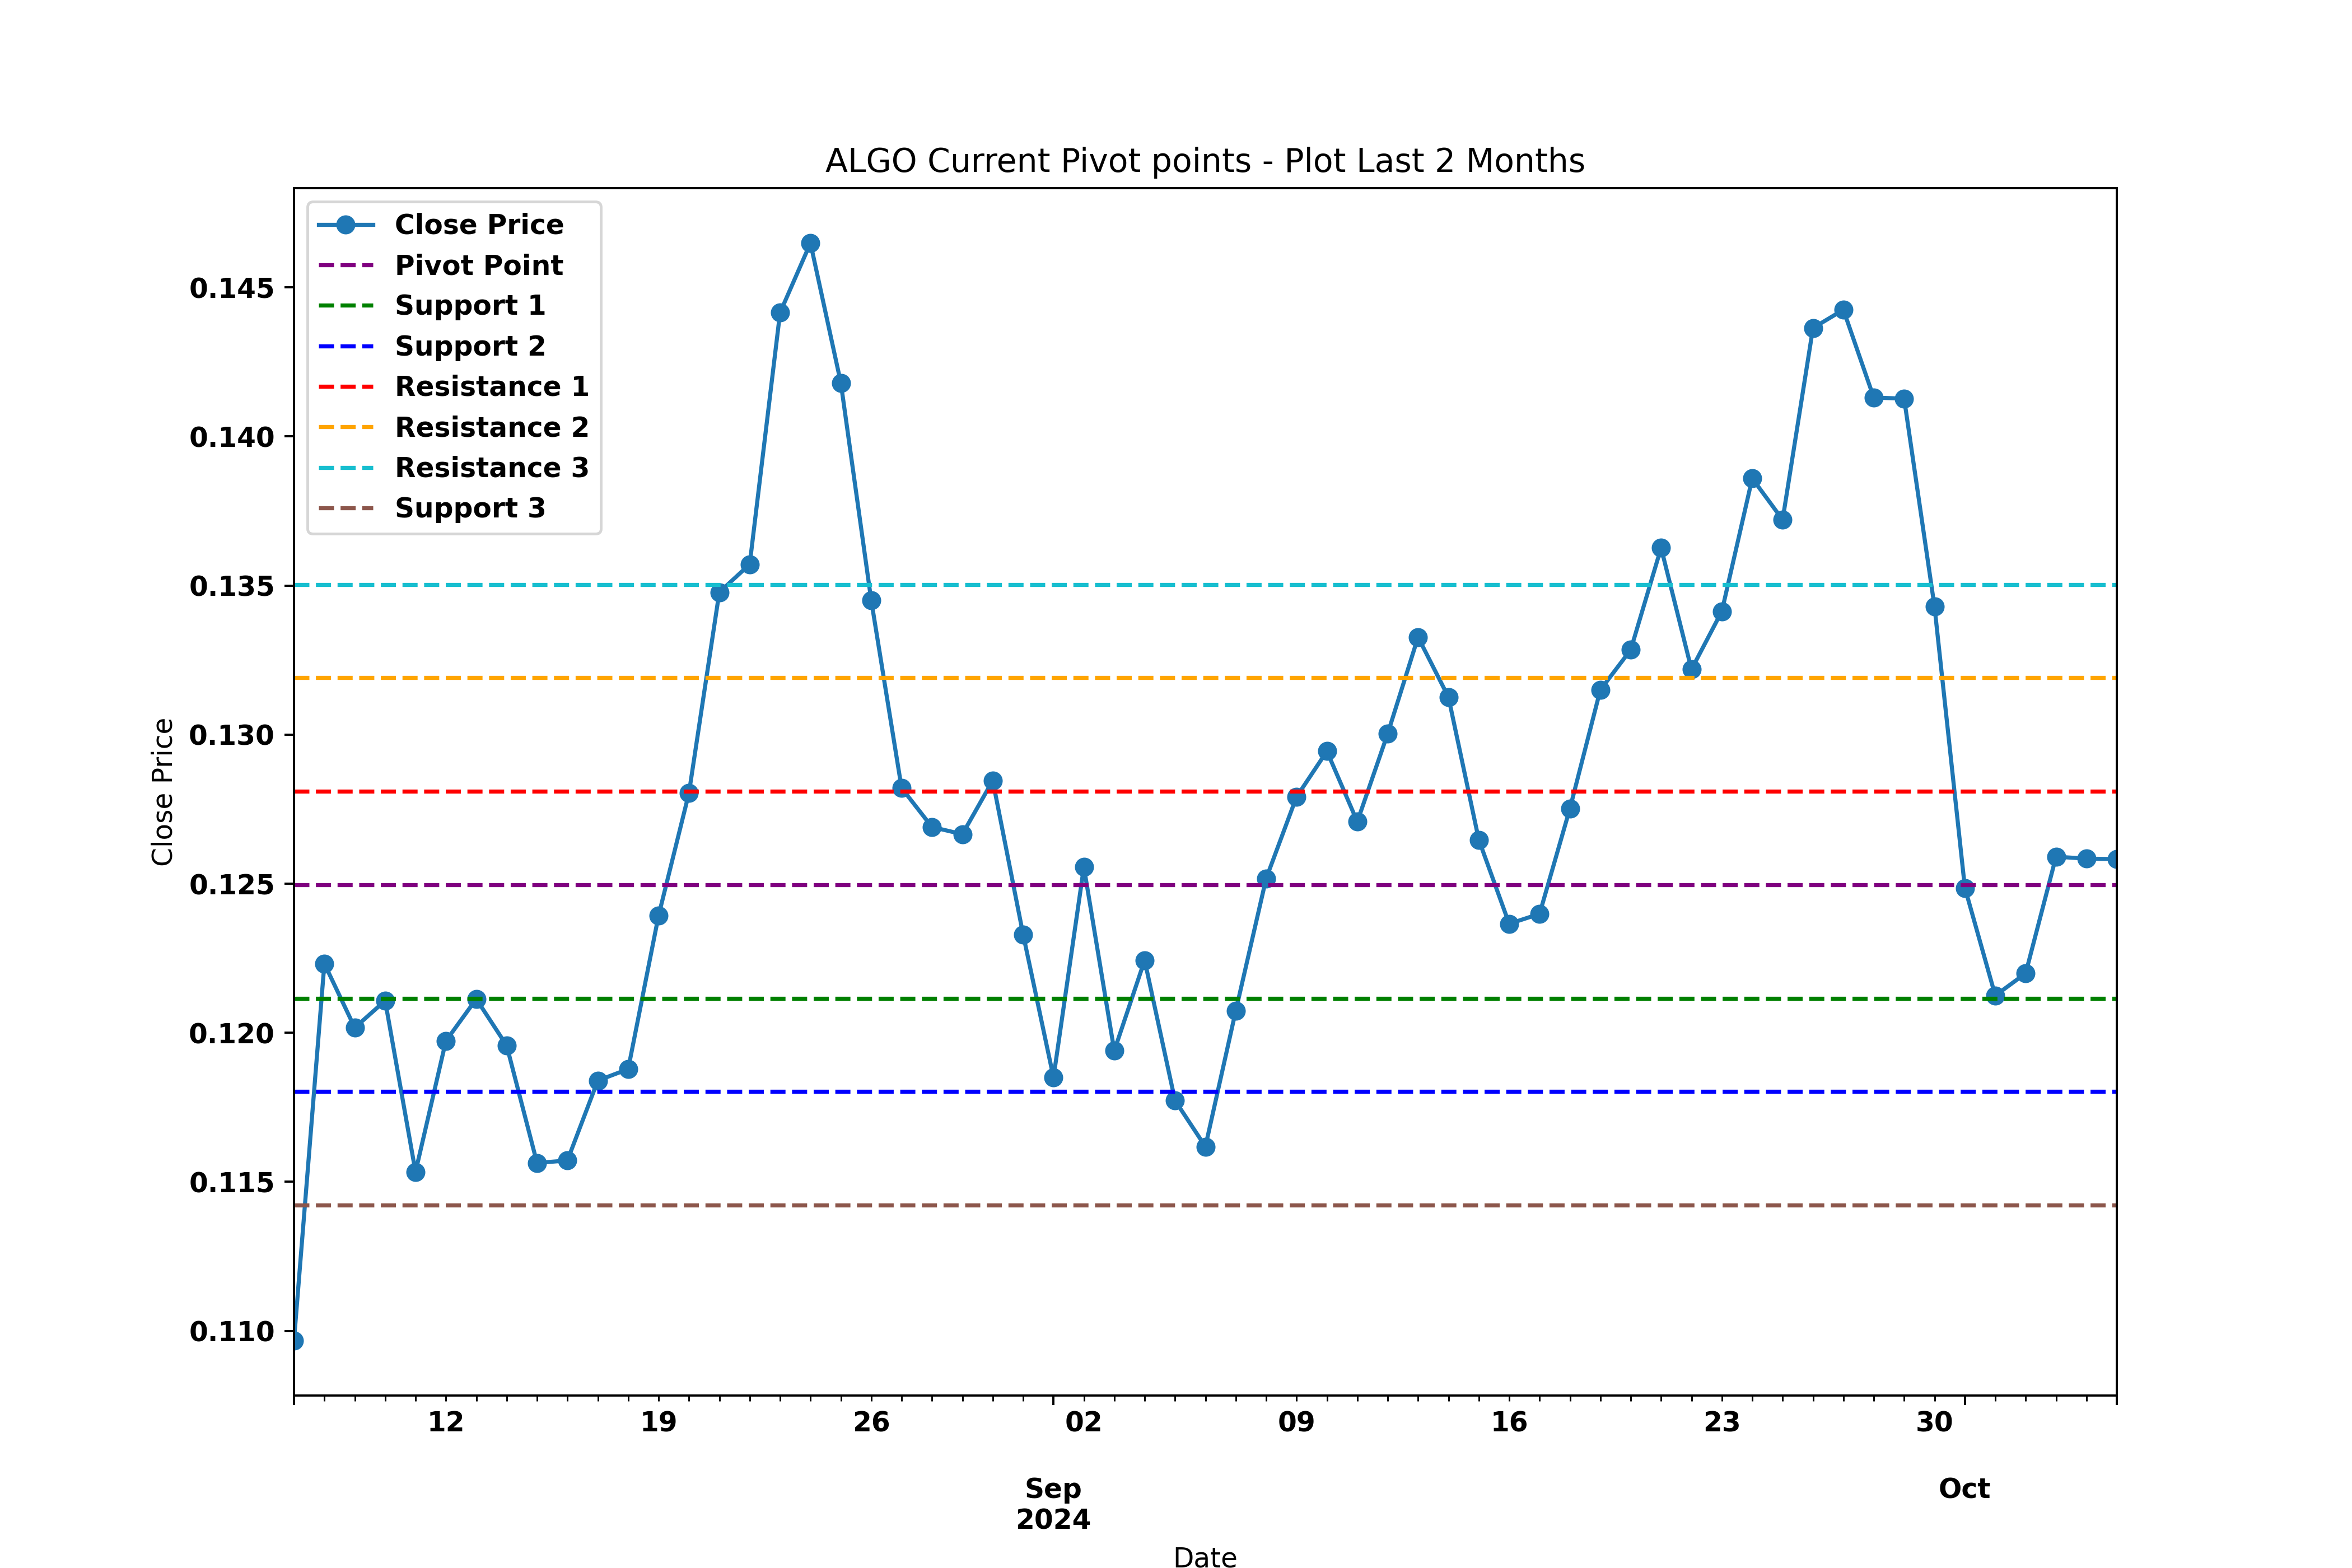 ALGO Current Pivot points - Plot Last 2 Months
Close Price
Pivot Point
Support 1
Support 2
Resistance 1
Resistance 2
Resistance 3
Support 3
0.145
0.140
0.135
0.130
0.125
0.120
0.115
0.110
Close Price
12 19 26 02 09 16 23 30
Sep Oct
2024
Date